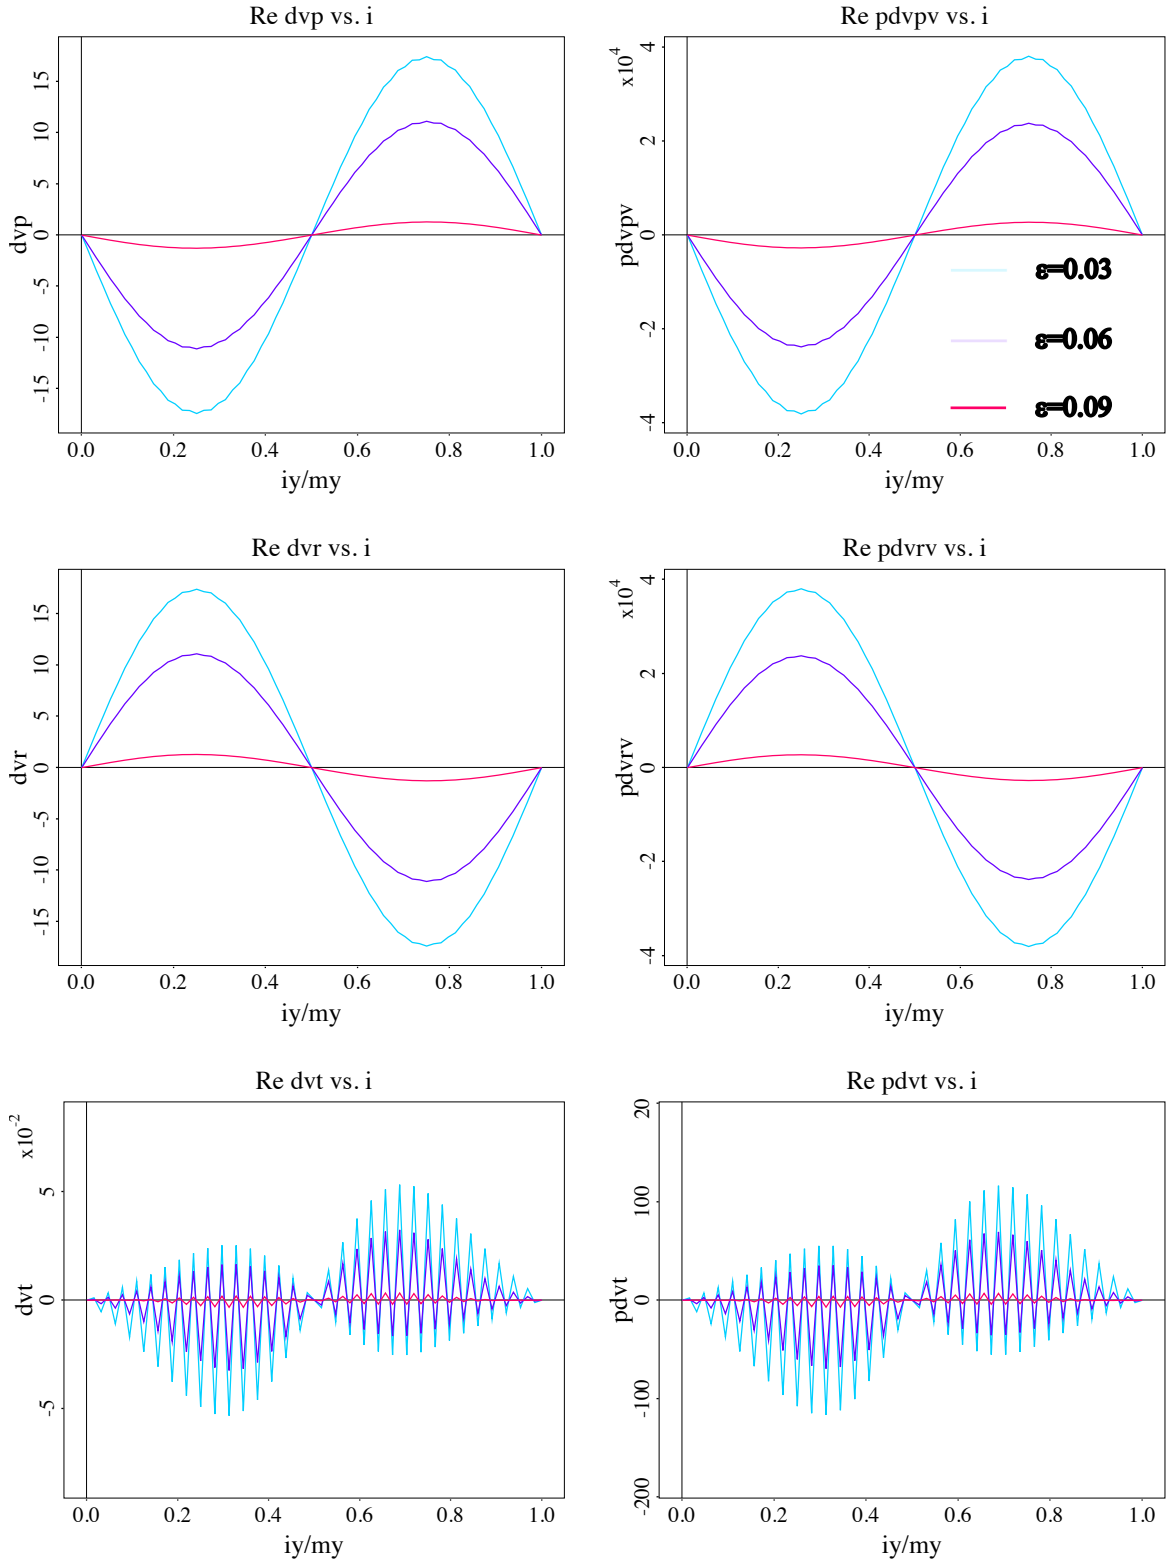 Re dvp vs. i
15
10
5
0
-5
-10
-15
dvp
0.0 0.2 0.4 0.6 0.8 1.0
iy/my
Re pdvpv vs. i
x10^4
4
2
0
-2
-4
pdvpv
ε=0.03
ε=0.06
ε=0.09
0.0 0.2 0.4 0.6 0.8 1.0
iy/my
Re dvr vs. i
15
10
5
0
-5
-10
-15
dvr
0.0 0.2 0.4 0.6 0.8 1.0
iy/my
Re pdvrv vs. i
x10^4
4
2
0
-2
-4
pdvrv
0.0 0.2 0.4 0.6 0.8 1.0
iy/my
Re dvt vs. i
x10^-2
5
0
-5
dvt
0.0 0.2 0.4 0.6 0.8 1.0
iy/my
Re pdvt vs. i
20
100
0
-100
-200
pdvt
0.0 0.2 0.4 0.6 0.8 1.0
iy/my